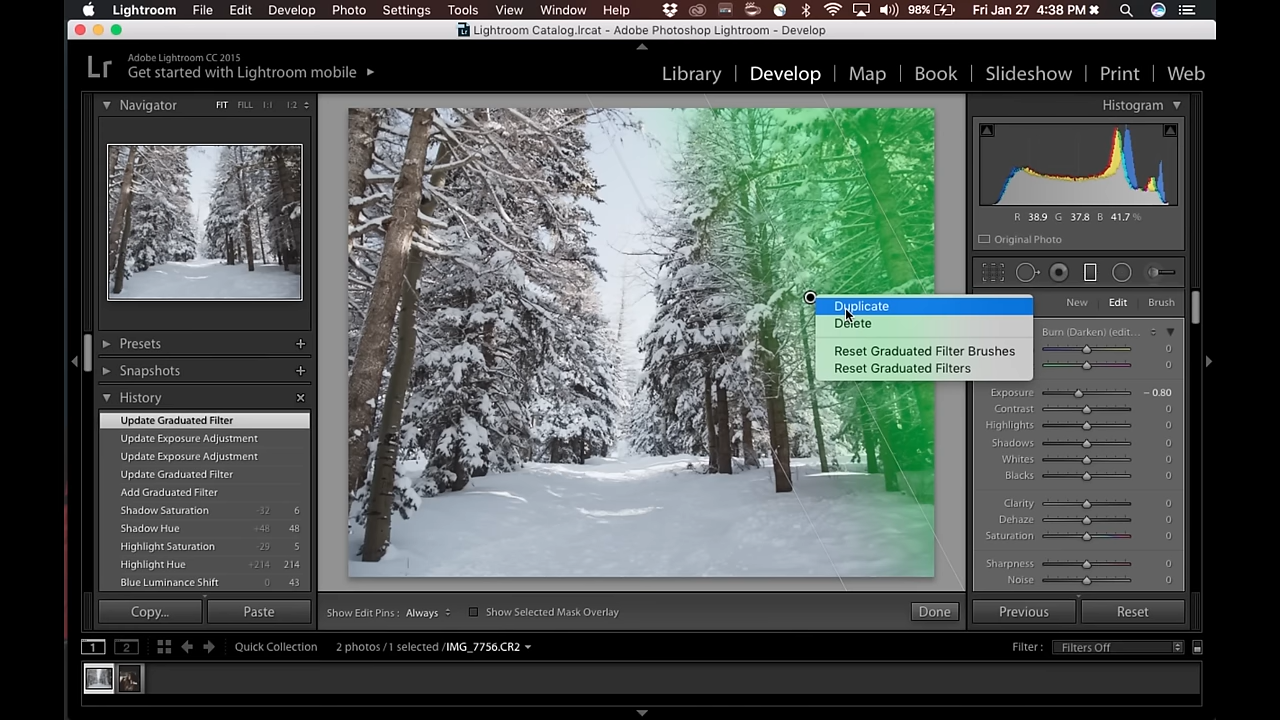 Lightroom File Edit Develop Photo Settings Tools View Window Help 98% Fri Jan 27 4:38 PM
Lightroom Catalog.lrcat - Adobe Photoshop Lightroom - Develop
Lr
Adobe Lightroom CC 2015
Get started with Lightroom mobile
Library | Develop | Map | Book | Slideshow | Print | Web
Navigator FIT FILL 1:1 1:2
Presets
Snapshots
History
Update Graduated Filter
Update Exposure Adjustment
Update Exposure Adjustment
Update Graduated Filter
Add Graduated Filter
Shadow Saturation -32 6
Shadow Hue +48 48
Highlight Saturation -29 5
Highlight Hue +214 214
Blue Luminance Shift 0 43
Copy... Paste
Duplicate
Delete
Reset Graduated Filter Brushes
Reset Graduated Filters
Show Edit Pins : Always Show Selected Mask Overlay Done
Histogram
R 38.9 G 37.8 B 41.7 %
Original Photo
New Edit Brush
Burn (Darken) (edit...
0
0
Exposure – 0.80
Contrast 0
Highlights 0
Shadows 0
Whites 0
Blacks 0
Clarity 0
Dehaze 0
Saturation 0
Sharpness 0
Noise 0
Previous Reset
1 2 Quick Collection 2 photos / 1 selected / IMG_7756.CR2 Filter : Filters Off